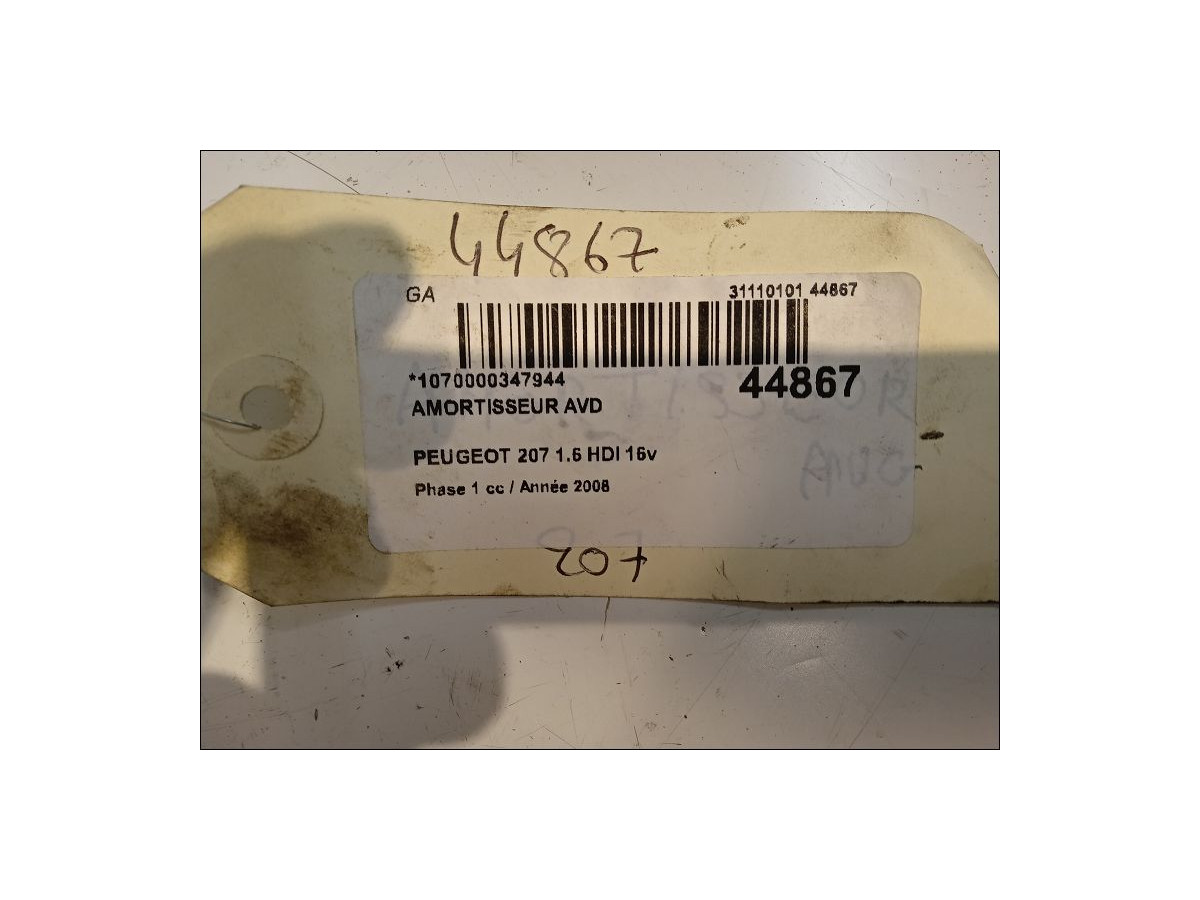 44867
GA 31110101 44867
*1070000347944 44867
AMORTISSEUR AVD
PEUGEOT 207 1.6 HDI 16v
Phase 1 cc / Année 2008
207